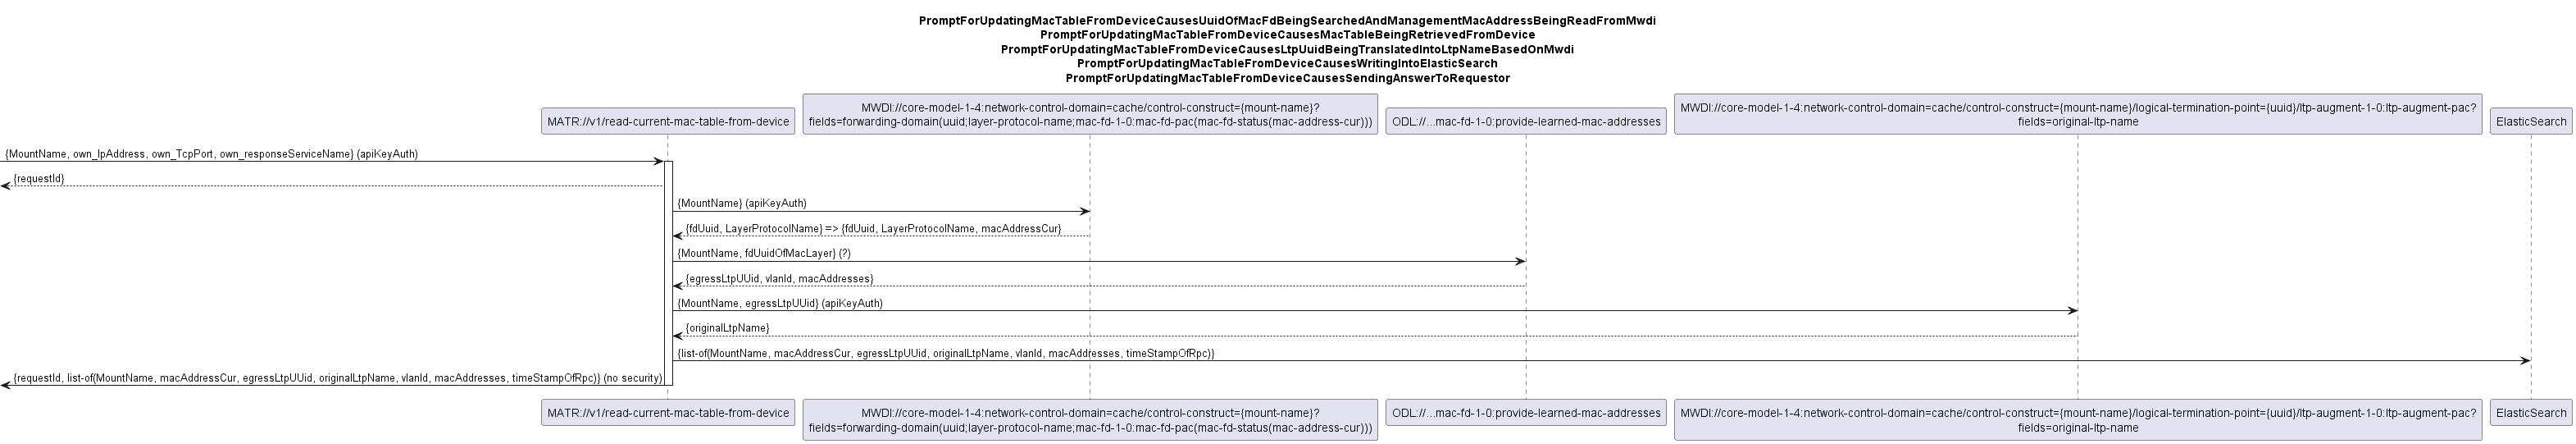 PromptForUpdatingMacTableFromDeviceCausesUuidOfMacFdBeingSearchedAndManagementMacAddressBeingReadFromMwdi
PromptForUpdatingMacTableFromDeviceCausesMacTableBeingRetrievedFromDevice
PromptForUpdatingMacTableFromDeviceCausesLtpUuidBeingTranslatedIntoLtpNameBasedOnMwdi
PromptForUpdatingMacTableFromDeviceCausesWritingIntoElasticSearch
PromptForUpdatingMacTableFromDeviceCausesSendingAnswerToRequestor
MATR://v1/read-current-mac-table-from-device
MWDI://core-model-1-4:network-control-domain=cache/control-construct={mount-name}?
fields=forwarding-domain(uuid;layer-protocol-name;mac-fd-1-0:mac-fd-pac(mac-fd-status(mac-address-cur)))
ODL://...mac-fd-1-0:provide-learned-mac-addresses
MWDI://core-model-1-4:network-control-domain=cache/control-construct={mount-name}/logical-termination-point={uuid}/ltp-augment-1-0:ltp-augment-pac?
fields=original-ltp-name
ElasticSearch
{MountName, own_IpAddress, own_TcpPort, own_responseServiceName} (apiKeyAuth)
{requestId}
{MountName} (apiKeyAuth)
{fdUuid, LayerProtocolName} => {fdUuid, LayerProtocolName, macAddressCur}
{MountName, fdUuidOfMacLayer} (?)
{egressLtpUUid, vlanId, macAddresses}
{MountName, egressLtpUUid} (apiKeyAuth)
{originalLtpName}
{list-of(MountName, macAddressCur, egressLtpUUid, originalLtpName, vlanId, macAddresses, timeStampOfRpc)}
{requestId, list-of(MountName, macAddressCur, egressLtpUUid, originalLtpName, vlanId, macAddresses, timeStampOfRpc)} (no security)
MATR://v1/read-current-mac-table-from-device
MWDI://core-model-1-4:network-control-domain=cache/control-construct={mount-name}?
fields=forwarding-domain(uuid;layer-protocol-name;mac-fd-1-0:mac-fd-pac(mac-fd-status(mac-address-cur)))
ODL://...mac-fd-1-0:provide-learned-mac-addresses
MWDI://core-model-1-4:network-control-domain=cache/control-construct={mount-name}/logical-termination-point={uuid}/ltp-augment-1-0:ltp-augment-pac?
fields=original-ltp-name
ElasticSearch